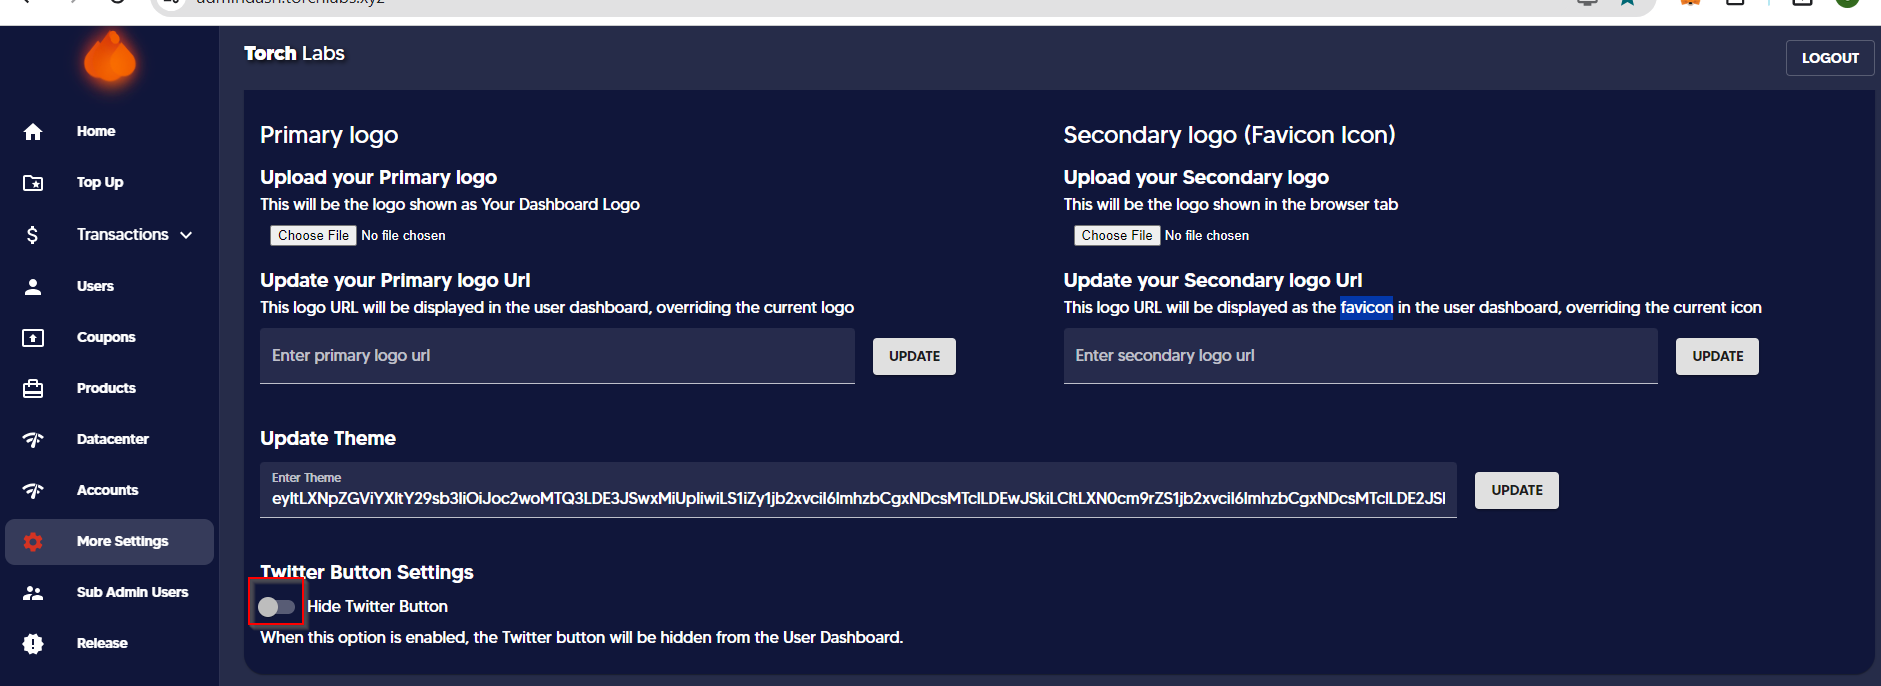 admindash.torchlabs.xyz
Torch Labs
LOGOUT
Home
Top Up
Transactions
Users
Coupons
Products
Datacenter
Accounts
More Settings
Sub Admin Users
Release
Primary logo
Upload your Primary logo
This will be the logo shown as Your Dashboard Logo
Choose File No file chosen
Update your Primary logo Url
This logo URL will be displayed in the user dashboard, overriding the current logo
Enter primary logo url
UPDATE
Secondary logo (Favicon Icon)
Upload your Secondary logo
This will be the logo shown in the browser tab
Choose File No file chosen
Update your Secondary logo Url
This logo URL will be displayed as the favicon in the user dashboard, overriding the current icon
Enter secondary logo url
UPDATE
Update Theme
Enter Theme
UPDATE
Twitter Button Settings
Hide Twitter Button
When this option is enabled, the Twitter button will be hidden from the User Dashboard.